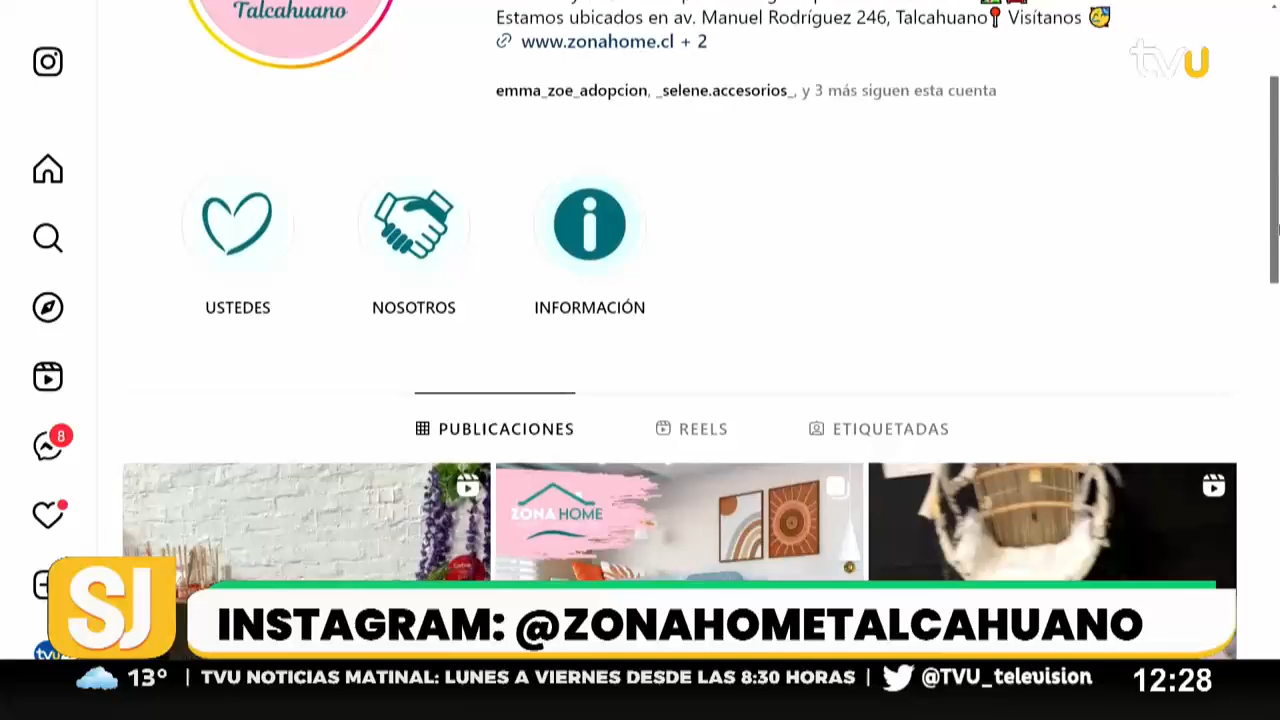 Talcahuano
Estamos ubicados en av. Manuel Rodríguez 246, Talcahuano📍 Visítanos 🥳
www.zonahome.cl + 2
tvU
emma_zoe_adopcion, _selene.accesorios_, y 3 más siguen esta cuenta
USTEDES
NOSOTROS
INFORMACIÓN
8
PUBLICACIONES
REELS
ETIQUETADAS
ZONA HOME
SJ
INSTAGRAM: @ZONAHOMETALCAHUANO
tvu
13° | TVU NOTICIAS MATINAL: LUNES A VIERNES DESDE LAS 8:30 HORAS | @TVU_television
12:28